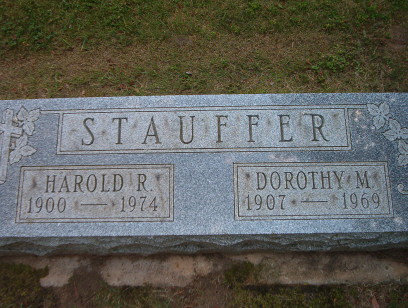 STAUFFER
HAROLD R.
1900 — 1974
DOROTHY M.
1907 — 1969